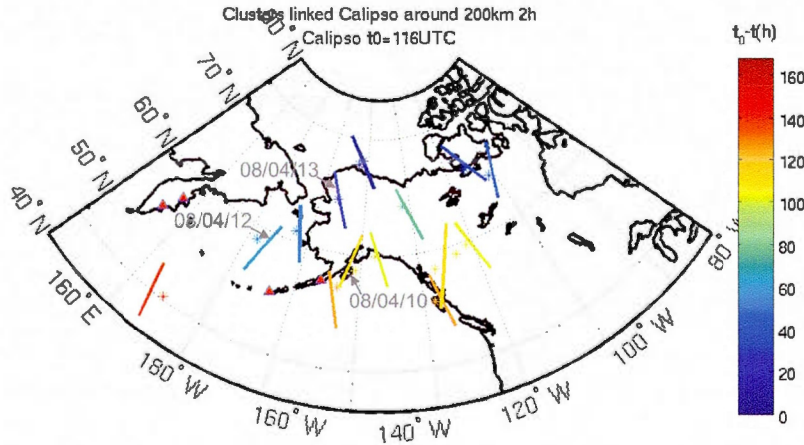 Clusters linked Calipso around 200km 2h
Calipso t0=116UTC
t₀-t(h)
80° N
70° N
60° N
50° N
40° N
160° E
180° W
160° W
140° W
120° W
100° W
80° W
08/04/13
08/04/12
08/04/10
160
140
120
100
80
60
40
20
0